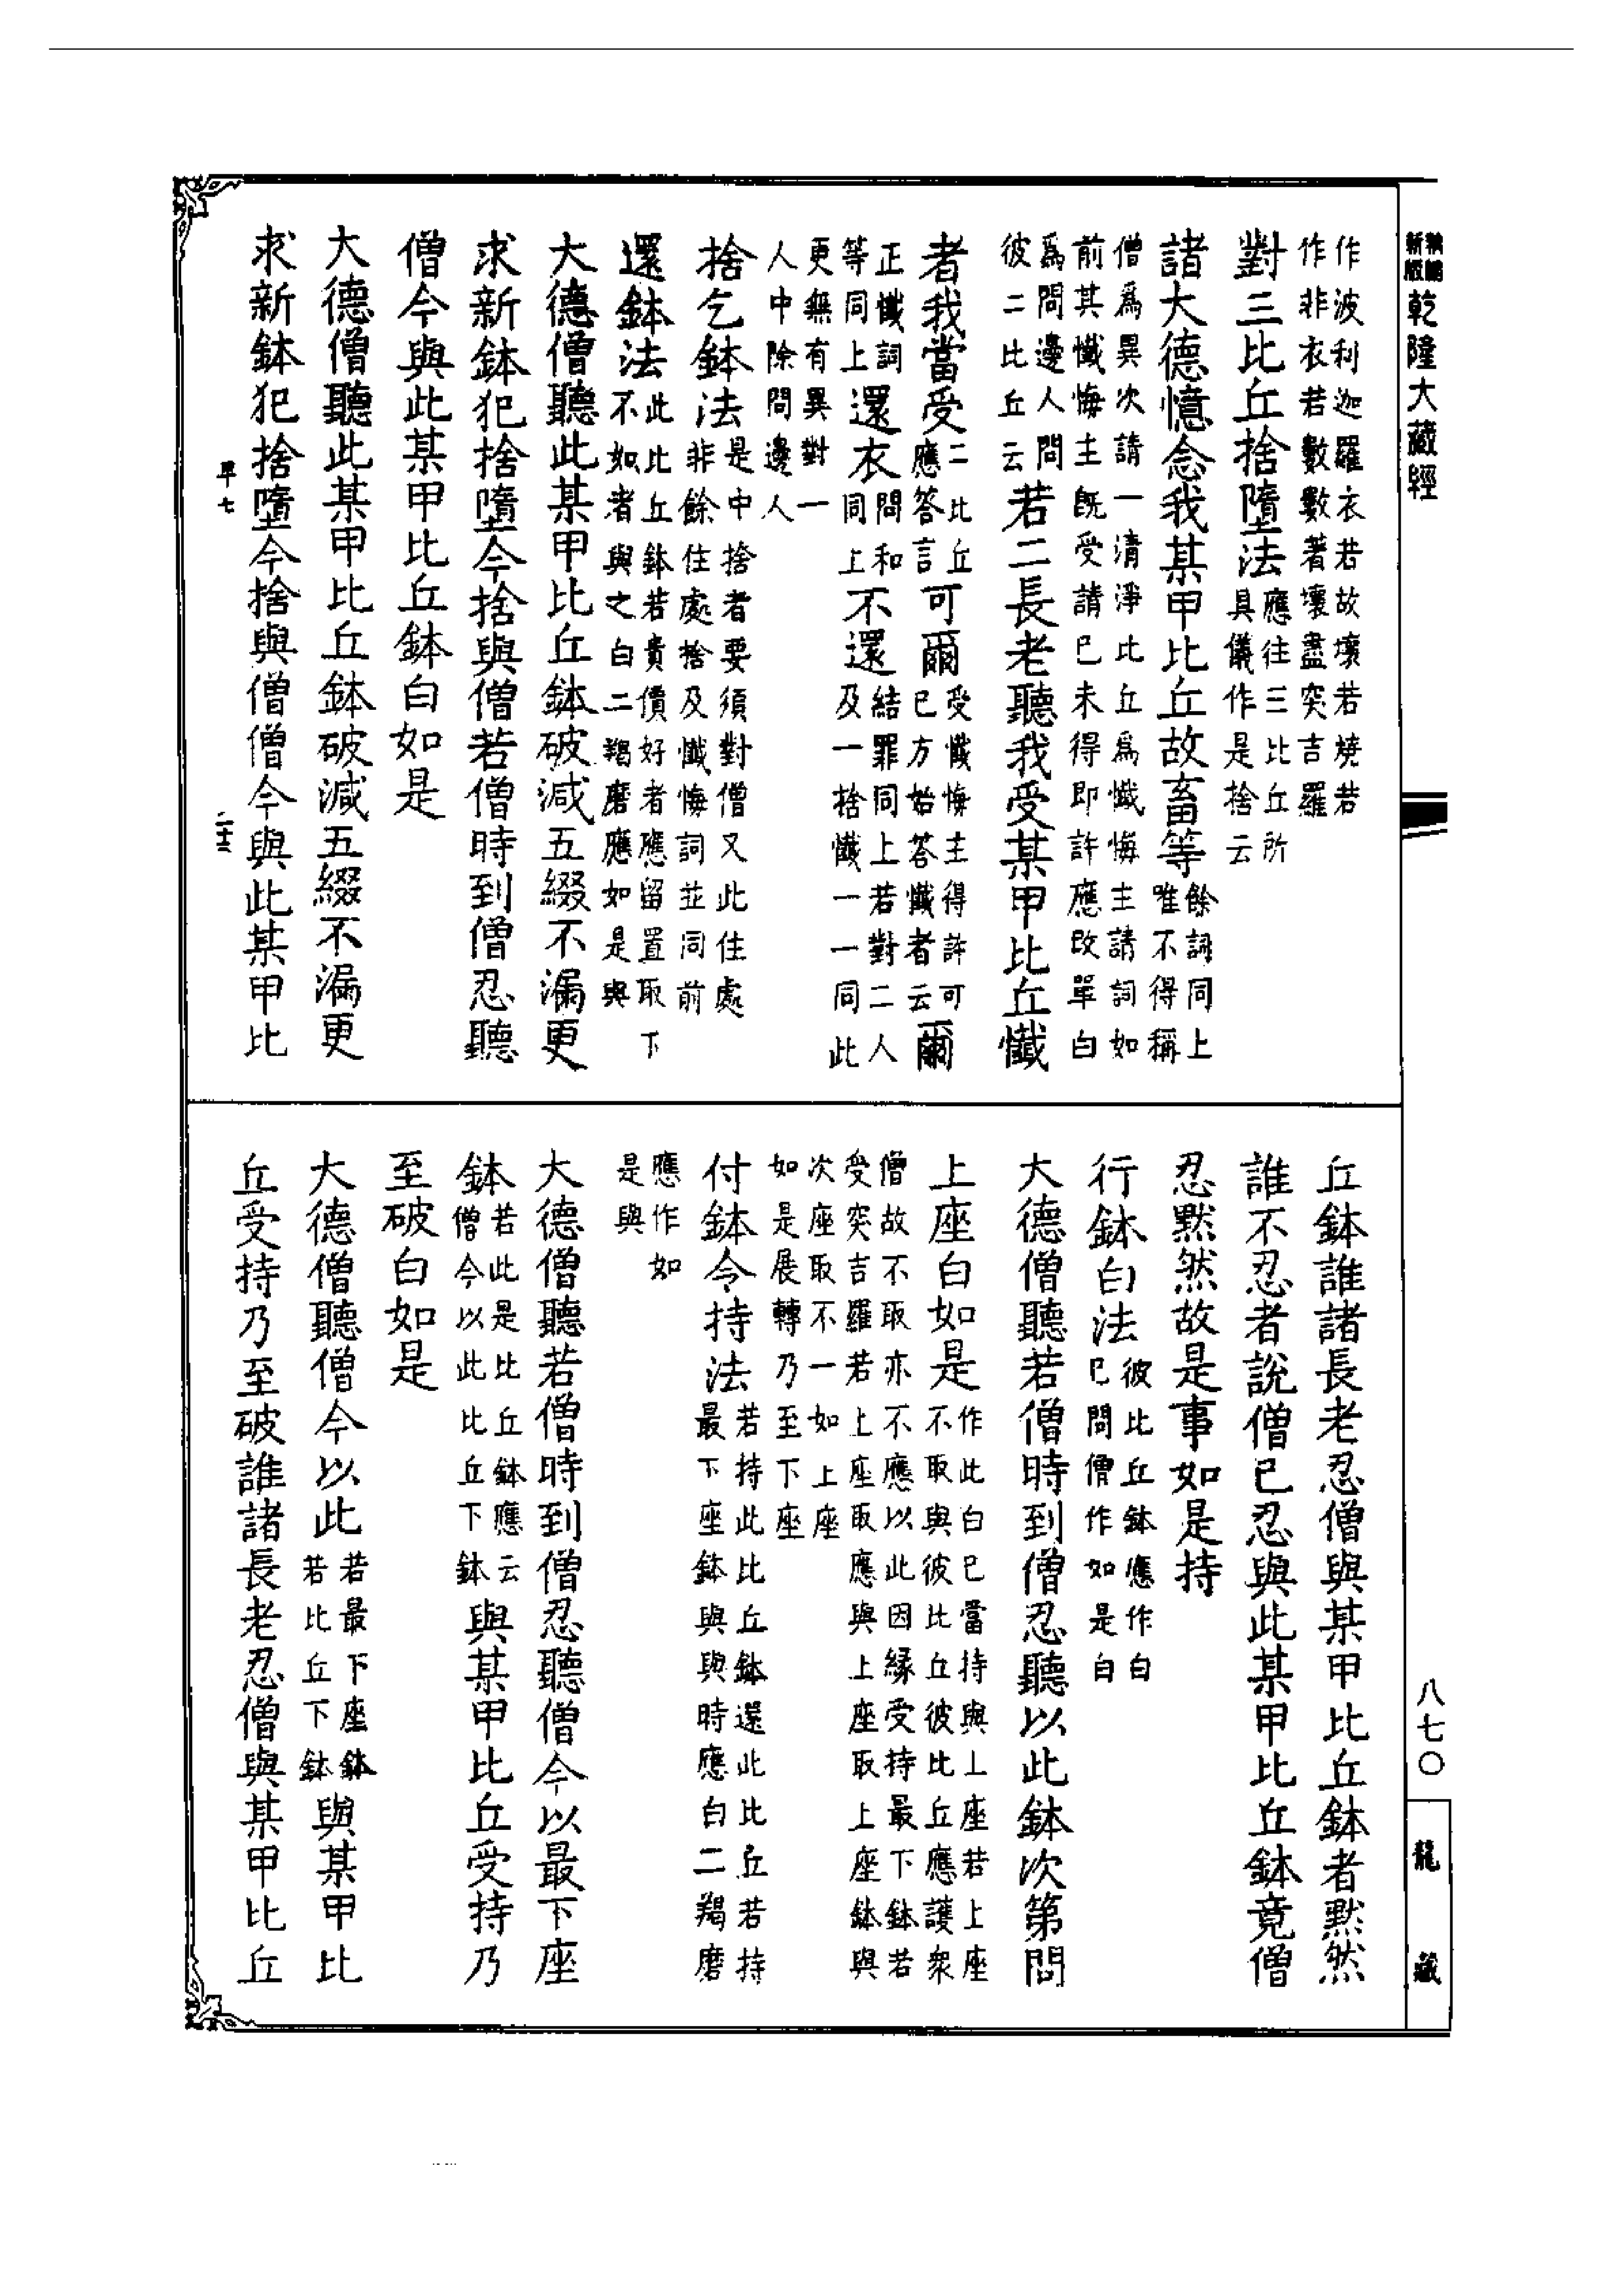 新編
縮版
乾隆大藏經
八七〇
龍藏
作波利迦羅衣若故壞若燒若
作非衣若數數著壞盡突吉羅
對三比丘捨墮法應往三比丘所
具儀作是捨云
諸大德憶念我某甲比丘故畜等餘詞同上
唯不得稱
僧爲異次請一清淨比丘爲懺悔主請詞如
前其懺悔主旣受請已未得卽許應改單白
爲問邊人問
彼二比丘云若二長老聽我受某甲比丘懺
者我當受二比丘
應答言可爾受懺悔主得許可
已方始答懺者云爾
正懺詞
等同上還衣問和
同上不還結罪同上若對二人
及一捨懺一一同此
更無有異對一
人中除問邊人
捨乞鉢法是中捨者要須對僧又此住處
非餘住處捨及懺悔詞並同前
還鉢法此比丘鉢若貴價好者應留置取下
不如者與之白二羯磨應如是與
大德僧聽此某甲比丘鉢破減五綴不漏更
求新鉢犯捨墮今捨與僧若僧時到僧忍聽
僧今與此某甲比丘鉢白如是
大德僧聽此某甲比丘鉢破減五綴不漏更
求新鉢犯捨墮今捨與僧僧今與此某甲比
丘鉢誰諸長老忍僧與某甲比丘鉢者默然
誰不忍者說僧已忍與此某甲比丘鉢竟僧
忍默然故是事如是持
行鉢白法彼比丘鉢應作白
已問僧作如是白
大德僧聽若僧時到僧忍聽以此鉢次第問
上座白如是作此白已當持與上座若上座
不取與彼比丘彼比丘應護衆
僧故不取亦不應以此因緣受持最下鉢若
受突吉羅若上座取應與上座取上座鉢與
次座取不一如上座
如是展轉乃至下座
付鉢令持法若持此比丘鉢還此比丘若持
最下座鉢與與時應白二羯磨
應作如
是與
大德僧聽若僧時到僧忍聽僧今以最下座
鉢若此是比丘鉢應云
僧今以此比丘下鉢與某甲比丘受持乃
至破白如是
大德僧聽僧今以此若最下座鉢
若比丘下鉢與某甲比
丘受持乃至破誰諸長老忍僧與某甲比丘